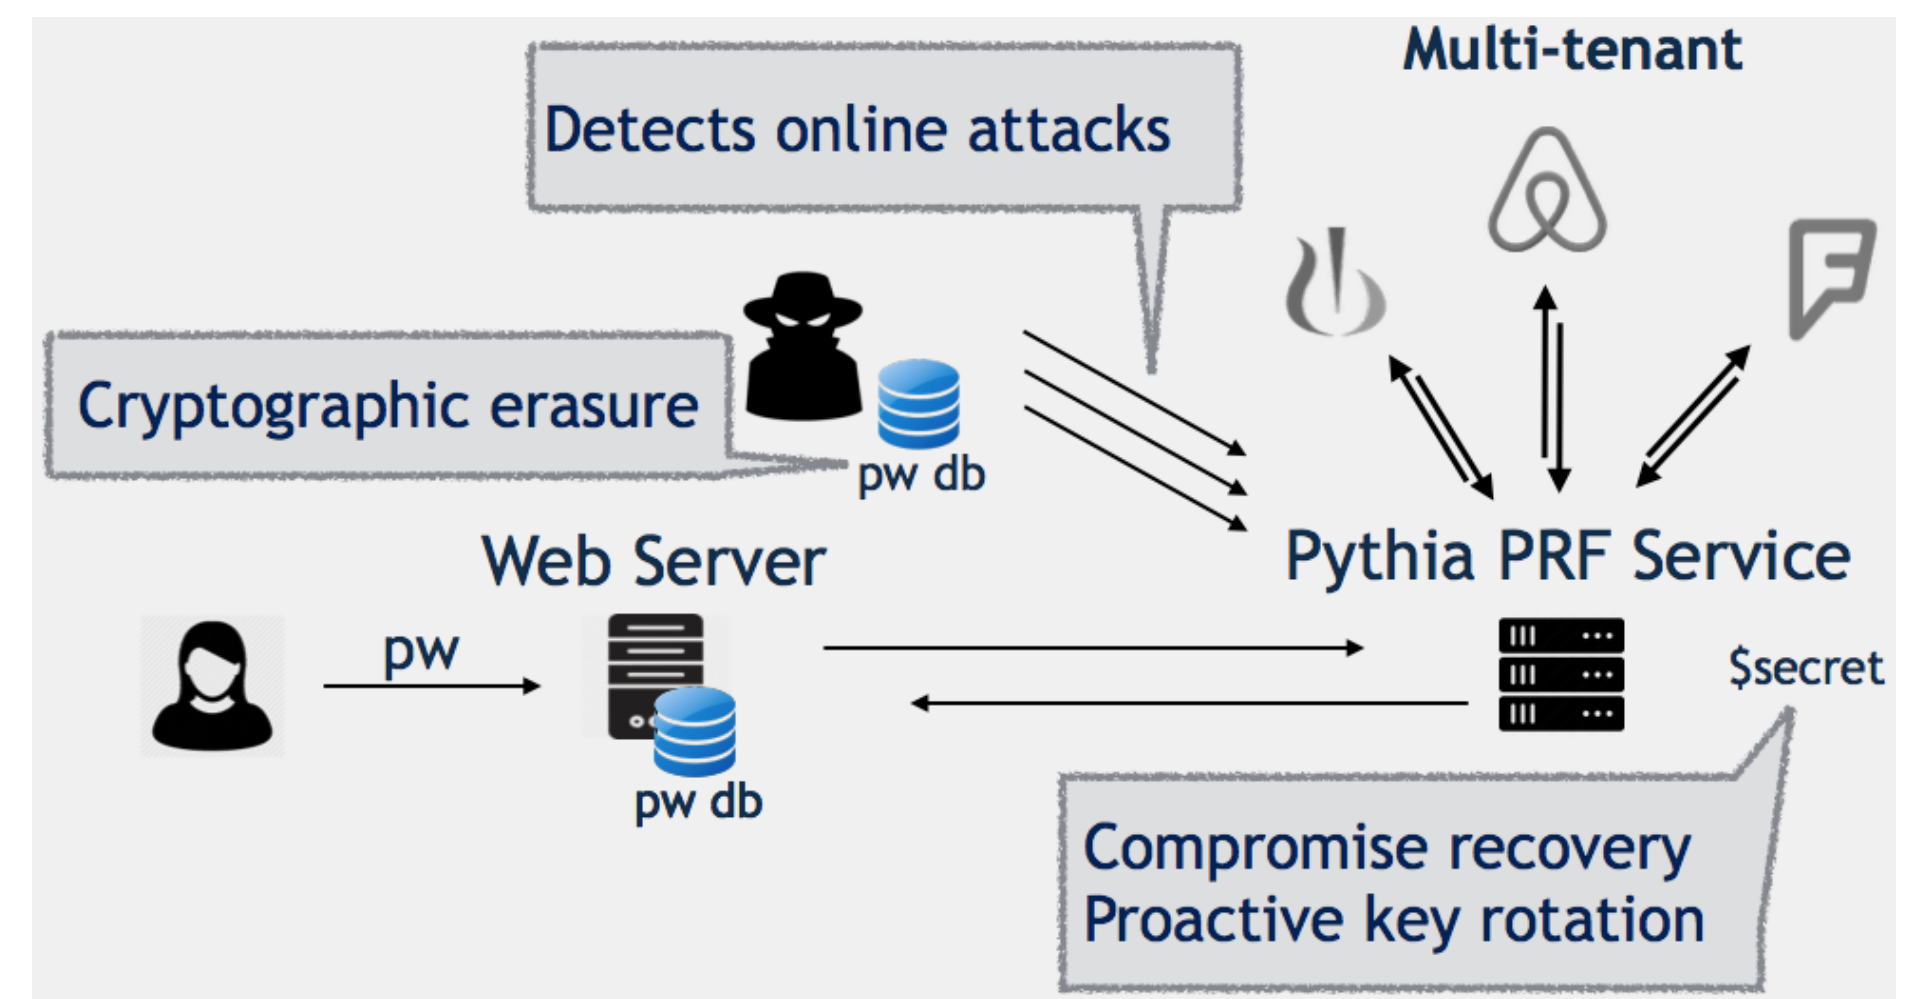 Multi-tenant
Detects online attacks
Cryptographic erasure
pw db
Web Server
Pythia PRF Service
pw
$secret
pw db
Compromise recovery
Proactive key rotation